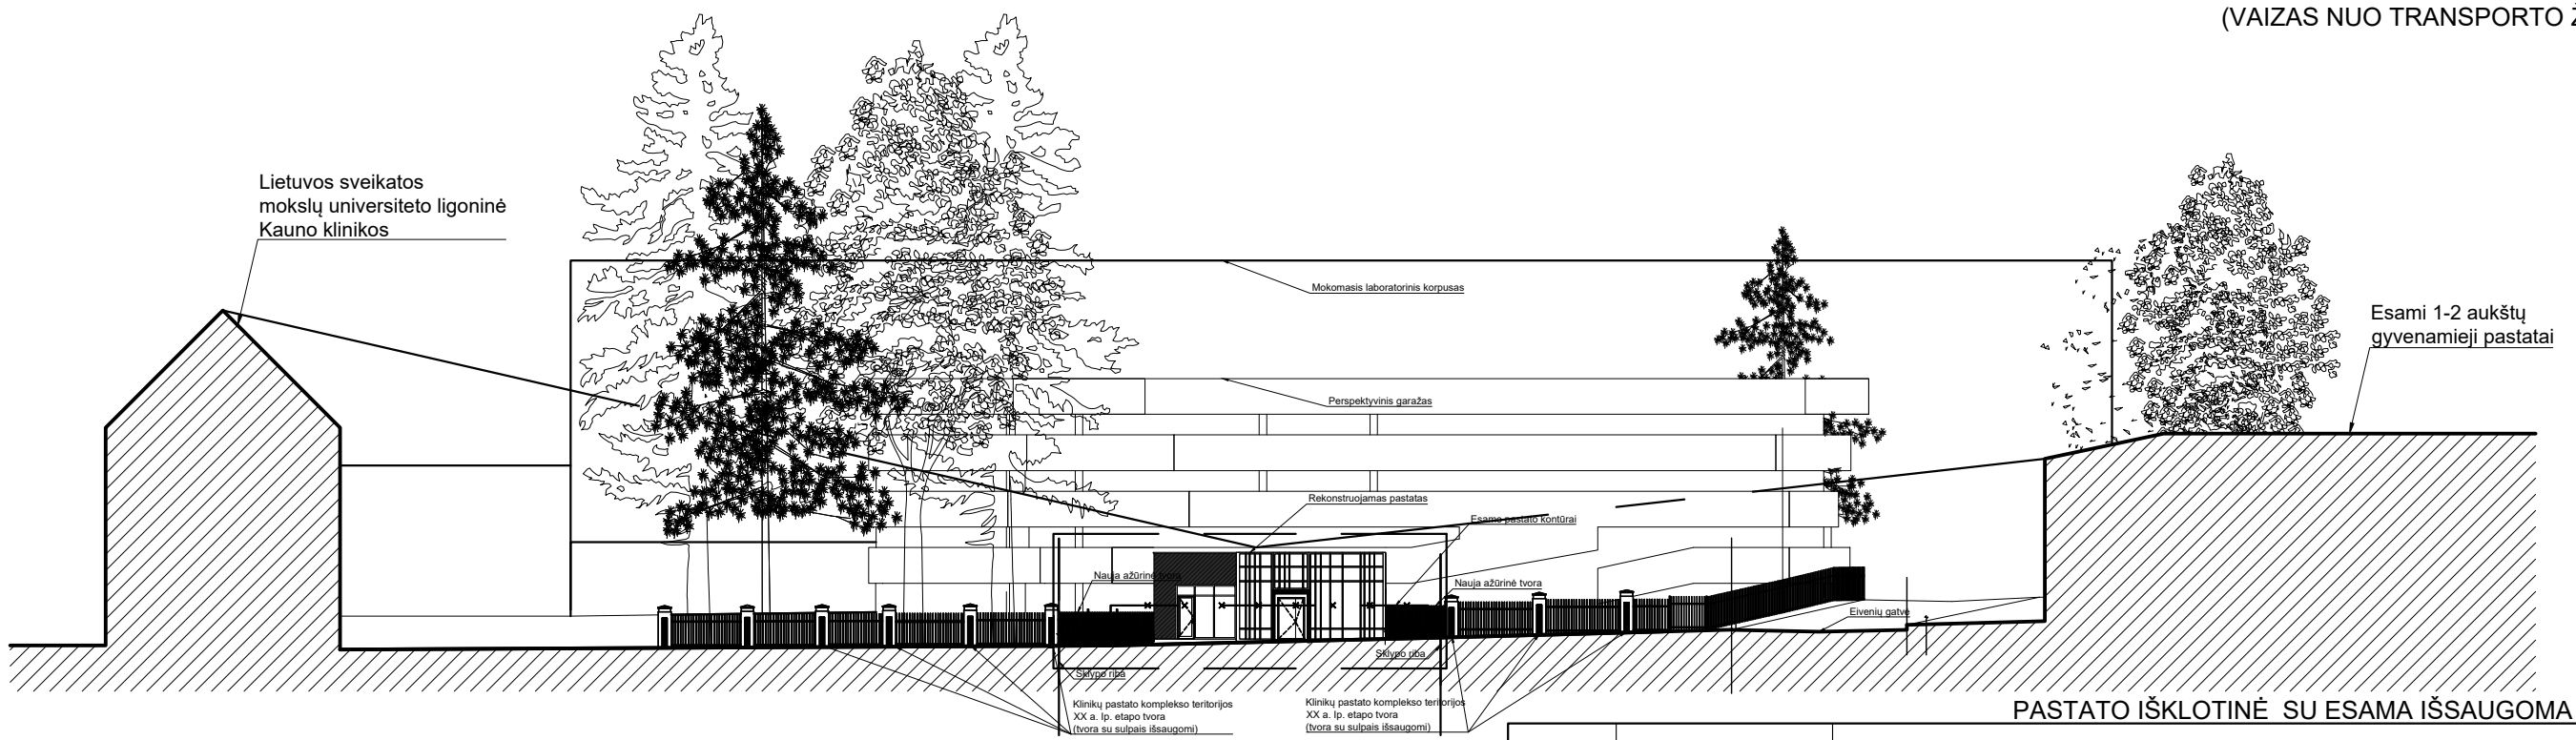 (VAIZAS NUO TRANSPORTO
Lietuvos sveikatos
mokslų universiteto ligoninė
Kauno klinikos
Mokomasis laboratorinis korpusas
Esami 1-2 aukštų
gyvenamieji pastatai
Perspektyvinis garažas
Rekonstruojamas pastatas
Esamo pastato kontūrai
Nauja ažūrinė tvora
Nauja ažūrinė tvora
Eivenių gatvė
Sklypo riba
Sklypo riba
Klinikų pastato komplekso teritorijos
XX a. Ip. etapo tvora
(tvora su sulpais išsaugomi)
Klinikų pastato komplekso teritorijos
XX a. Ip. etapo tvora
(tvora su sulpais išsaugomi)
PASTATO IŠKLOTINĖ SU ESAMA IŠSAUGOMA